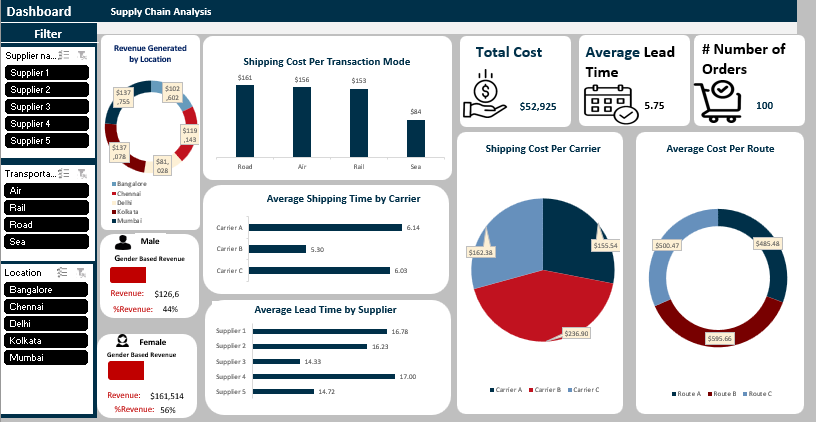 Dashboard
Supply Chain Analysis
Filter
Supplier na...
Supplier 1
Supplier 2
Supplier 3
Supplier 4
Supplier 5
Transporta...
Air
Rail
Road
Sea
Location
Bangalore
Chennai
Delhi
Kolkata
Mumbai
Revenue Generated
by Location
$137
,755
$102
,602
$119
,143
$137
,078
$81,
028
Bangalore
Chennai
Delhi
Kolkata
Mumbai
Male
Gender Based Revenue
Revenue: $126,6
%Revenue: 44%
Female
Gender Based Revenue
Revenue: $161,514
%Revenue: 56%
Shipping Cost Per Transaction Mode
$161
$156
$153
$84
Road Air Rail Sea
Average Shipping Time by Carrier
Carrier A 6.14
Carrier B 5.30
Carrier C 6.03
Average Lead Time by Supplier
Supplier 1 16.78
Supplier 2 16.23
Supplier 3 14.33
Supplier 4 17.00
Supplier 5 14.72
Total Cost
$52,925
Average Lead
Time
5.75
# Number of
Orders
100
Shipping Cost Per Carrier
$162.38
$155.54
$236.90
Carrier A Carrier B Carrier C
Average Cost Per Route
$500.47
$485.48
$595.66
Route A Route B Route C